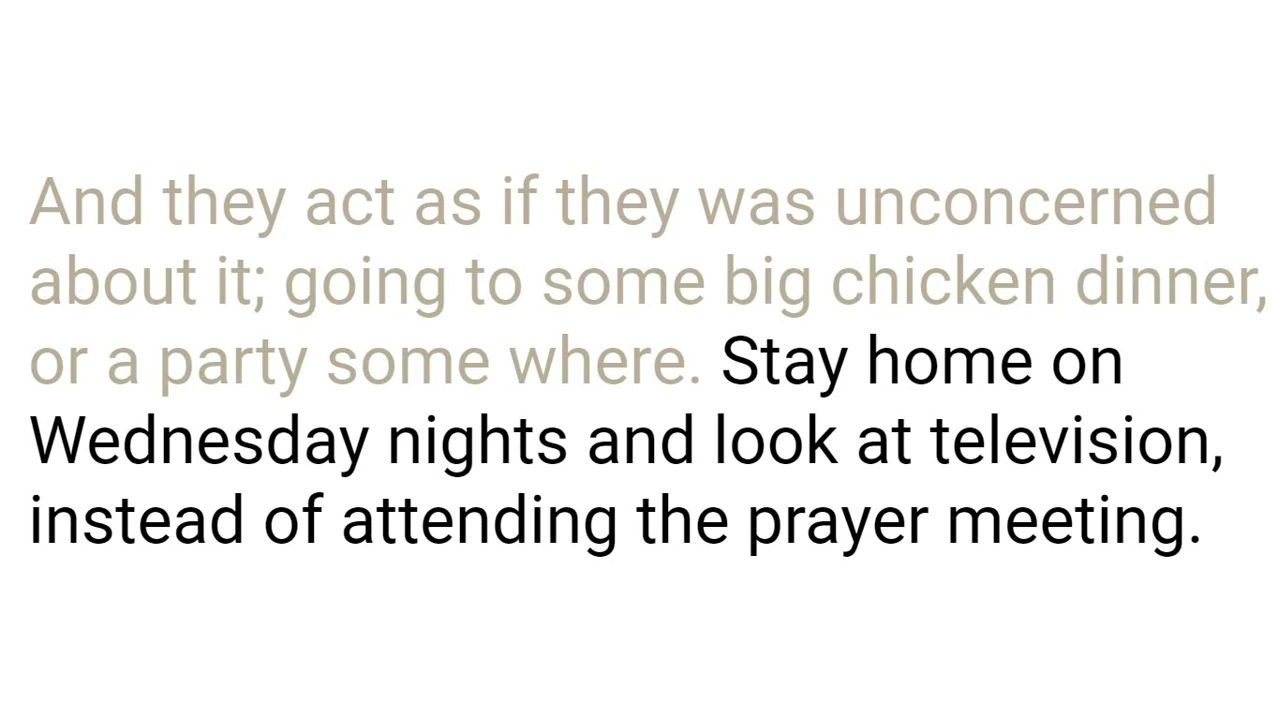 And they act as if they was unconcerned
about it; going to some big chicken dinner,
or a party some where. Stay home on
Wednesday nights and look at television,
instead of attending the prayer meeting.